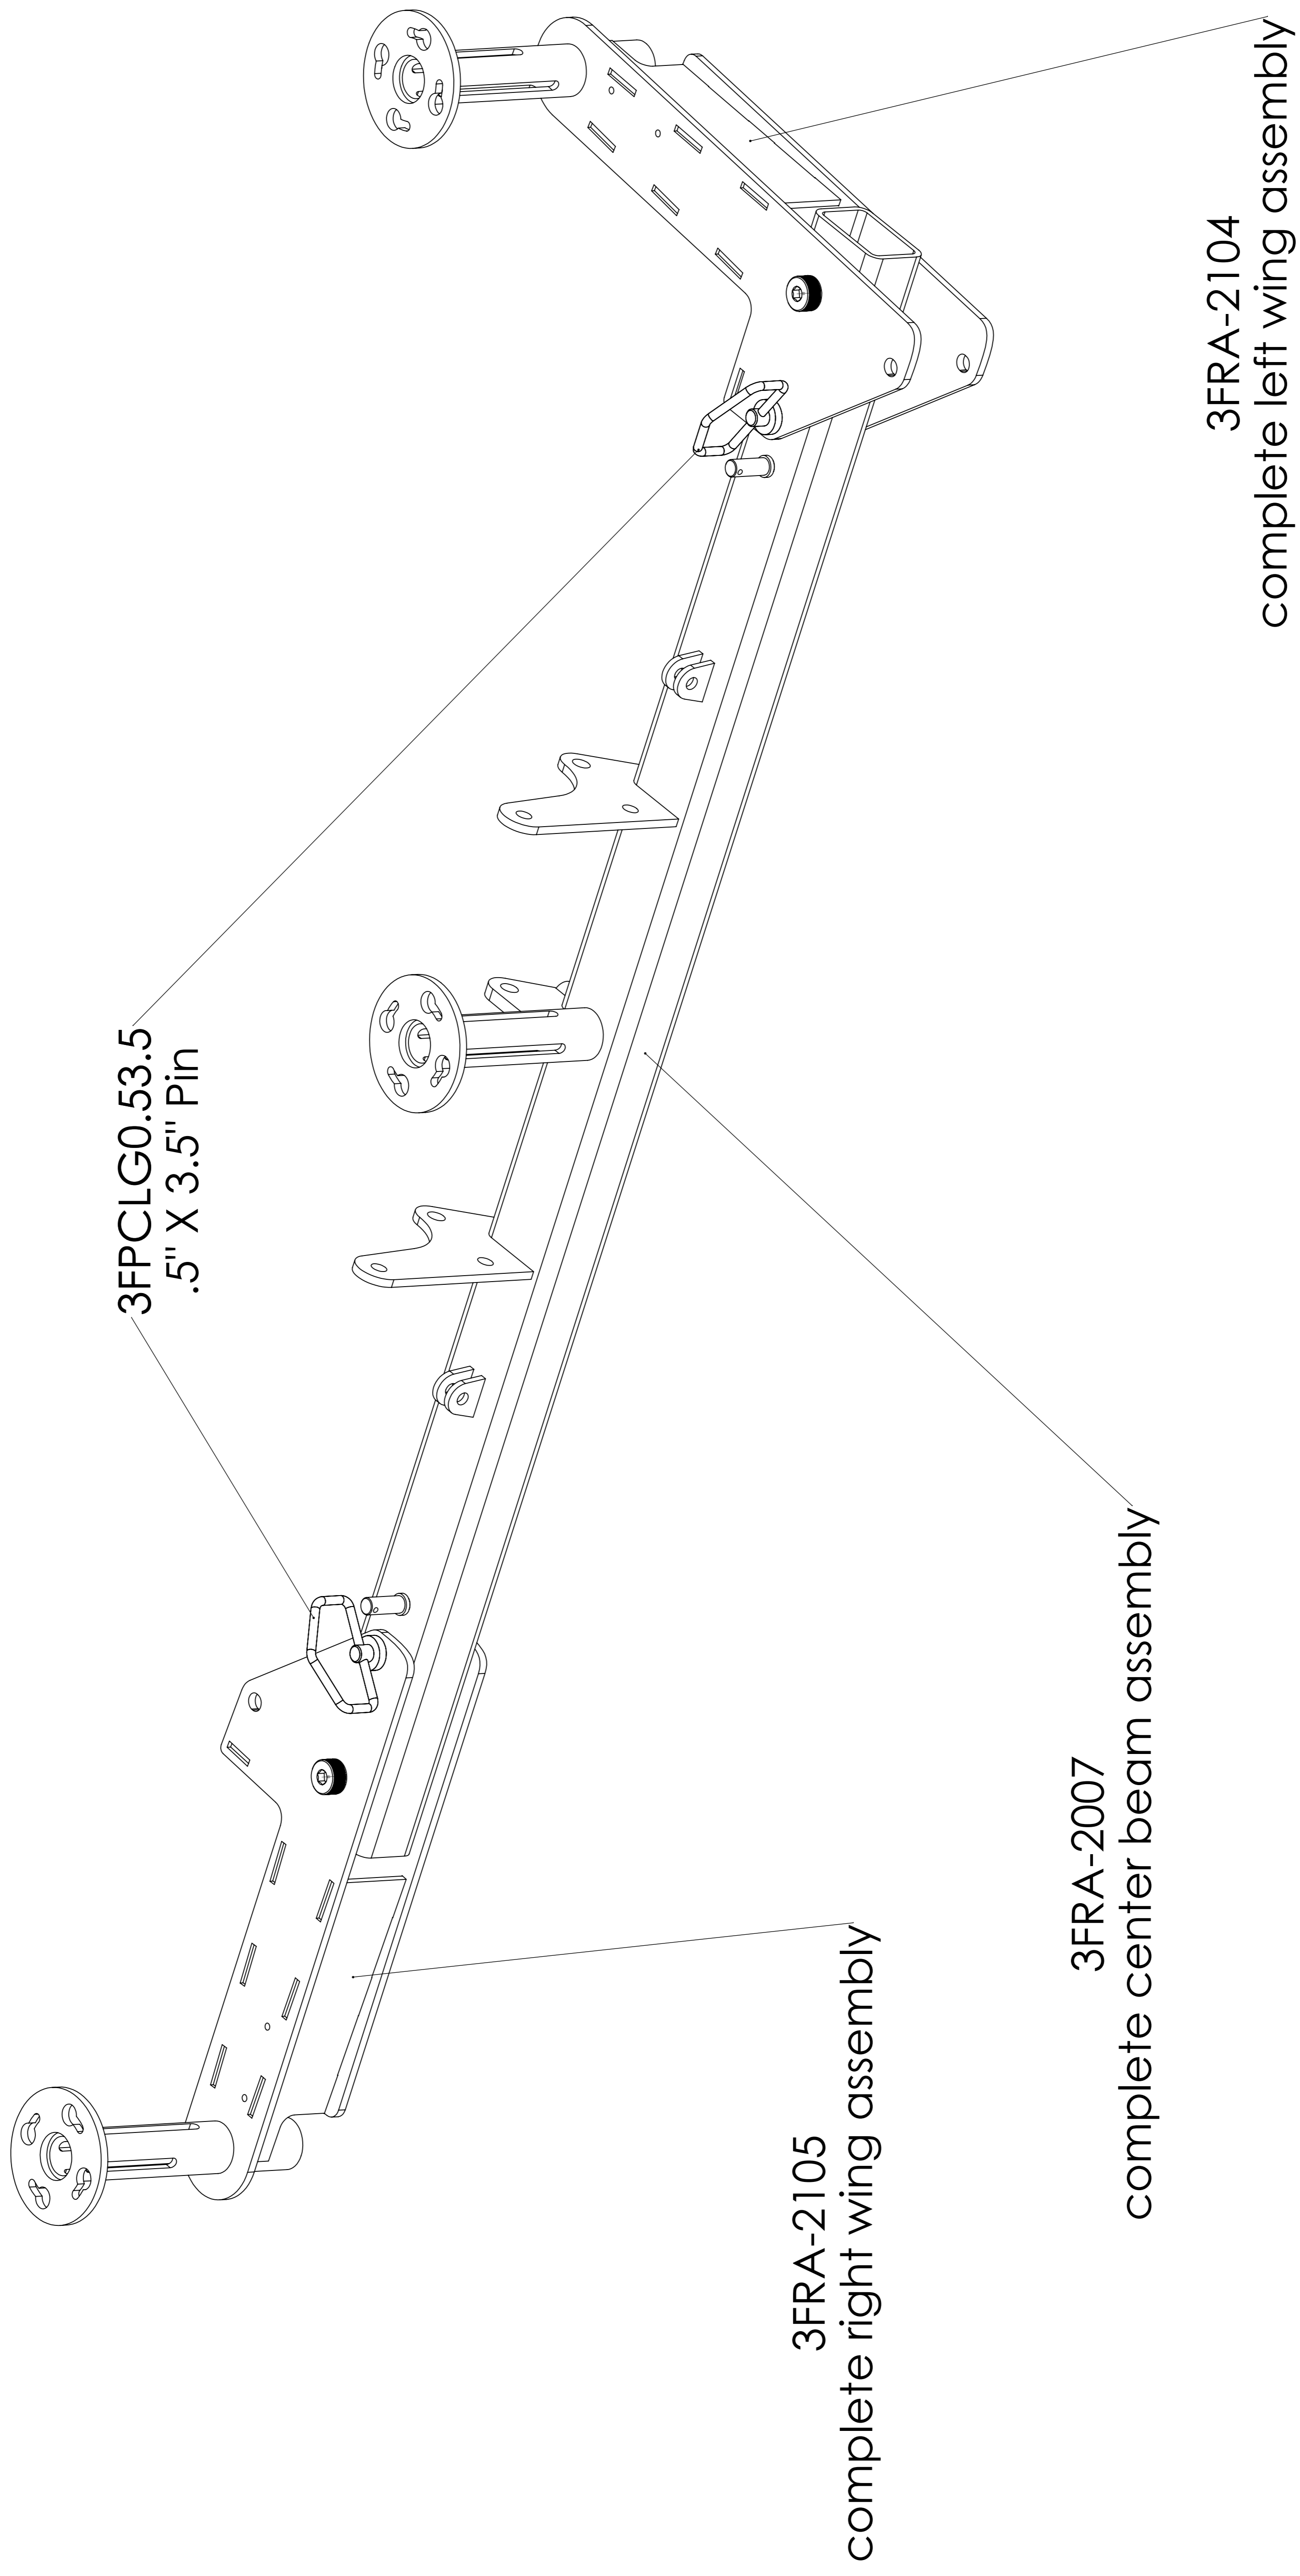 3FPCLG0.53.5
.5" X 3.5" Pin
3FRA-2105
complete right wing assembly
3FRA-2007
complete center beam assembly
3FRA-2104
complete left wing assembly